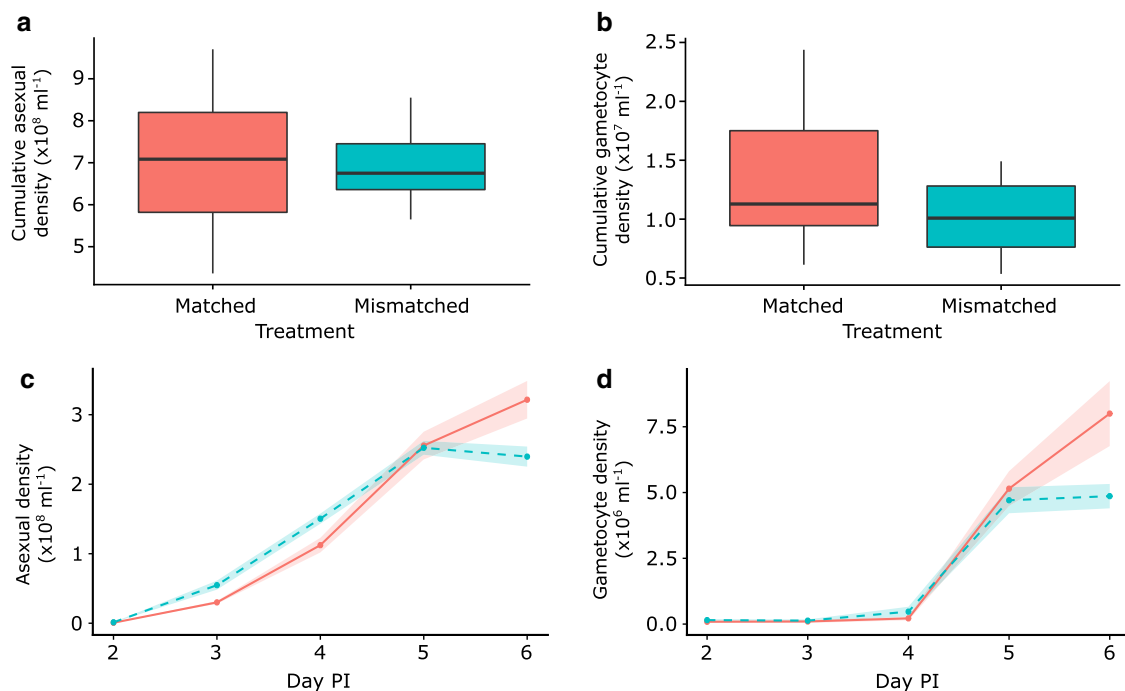 a
Cumulative asexual
density (x10⁸ ml⁻¹)
9
8
7
6
5
Matched
Mismatched
Treatment
b
Cumulative gametocyte
density (x10⁷ ml⁻¹)
2.5
2.0
1.5
1.0
0.5
Matched
Mismatched
Treatment
c
Asexual density
(x10⁸ ml⁻¹)
3
2
1
0
2 3 4 5 6
Day PI
d
Gametocyte density
(x10⁶ ml⁻¹)
7.5
5.0
2.5
0.0
2 3 4 5 6
Day PI